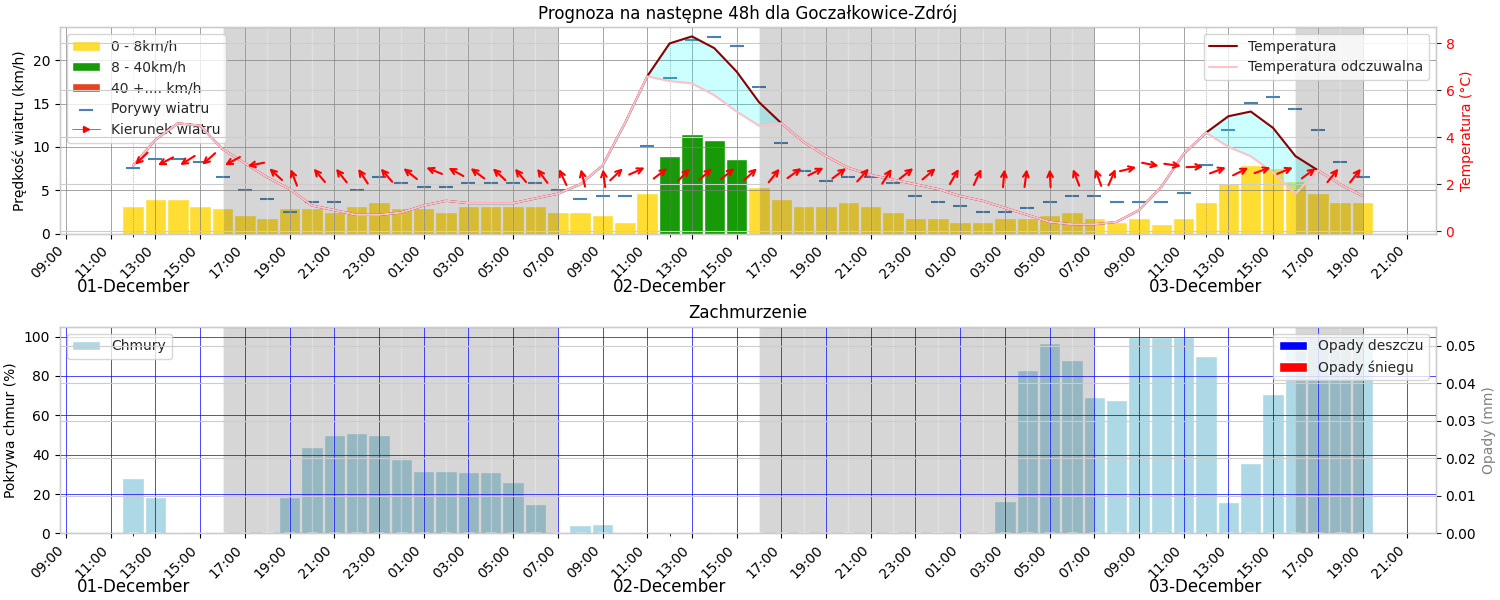 Prognoza na następne 48h dla Goczałkowice-Zdrój
0 - 8km/h
8 - 40km/h
40 +.... km/h
Porywy wiatru
Kierunek wiatru
Temperatura
Temperatura odczuwalna
Prędkość wiatru (km/h)
20
15
10
5
0
8
6
4
2
0
Temperatura (°C)
09:00 11:00 13:00 15:00 17:00 19:00 21:00 23:00 01:00 03:00 05:00 07:00 09:00 11:00 13:00 15:00 17:00 19:00 21:00 23:00 01:00 03:00 05:00 07:00 09:00 11:00 13:00 15:00 17:00 19:00 21:00
01-December 02-December 03-December
Zachmurzenie
Chmury
Opady deszczu
Opady śniegu
Pokrywa chmur (%)
100
80
60
40
20
0
0.05
0.04
0.03
0.02
0.01
0.00
Opady (mm)
09:00 11:00 13:00 15:00 17:00 19:00 21:00 23:00 01:00 03:00 05:00 07:00 09:00 11:00 13:00 15:00 17:00 19:00 21:00 23:00 01:00 03:00 05:00 07:00 09:00 11:00 13:00 15:00 17:00 19:00 21:00
01-December 02-December 03-December